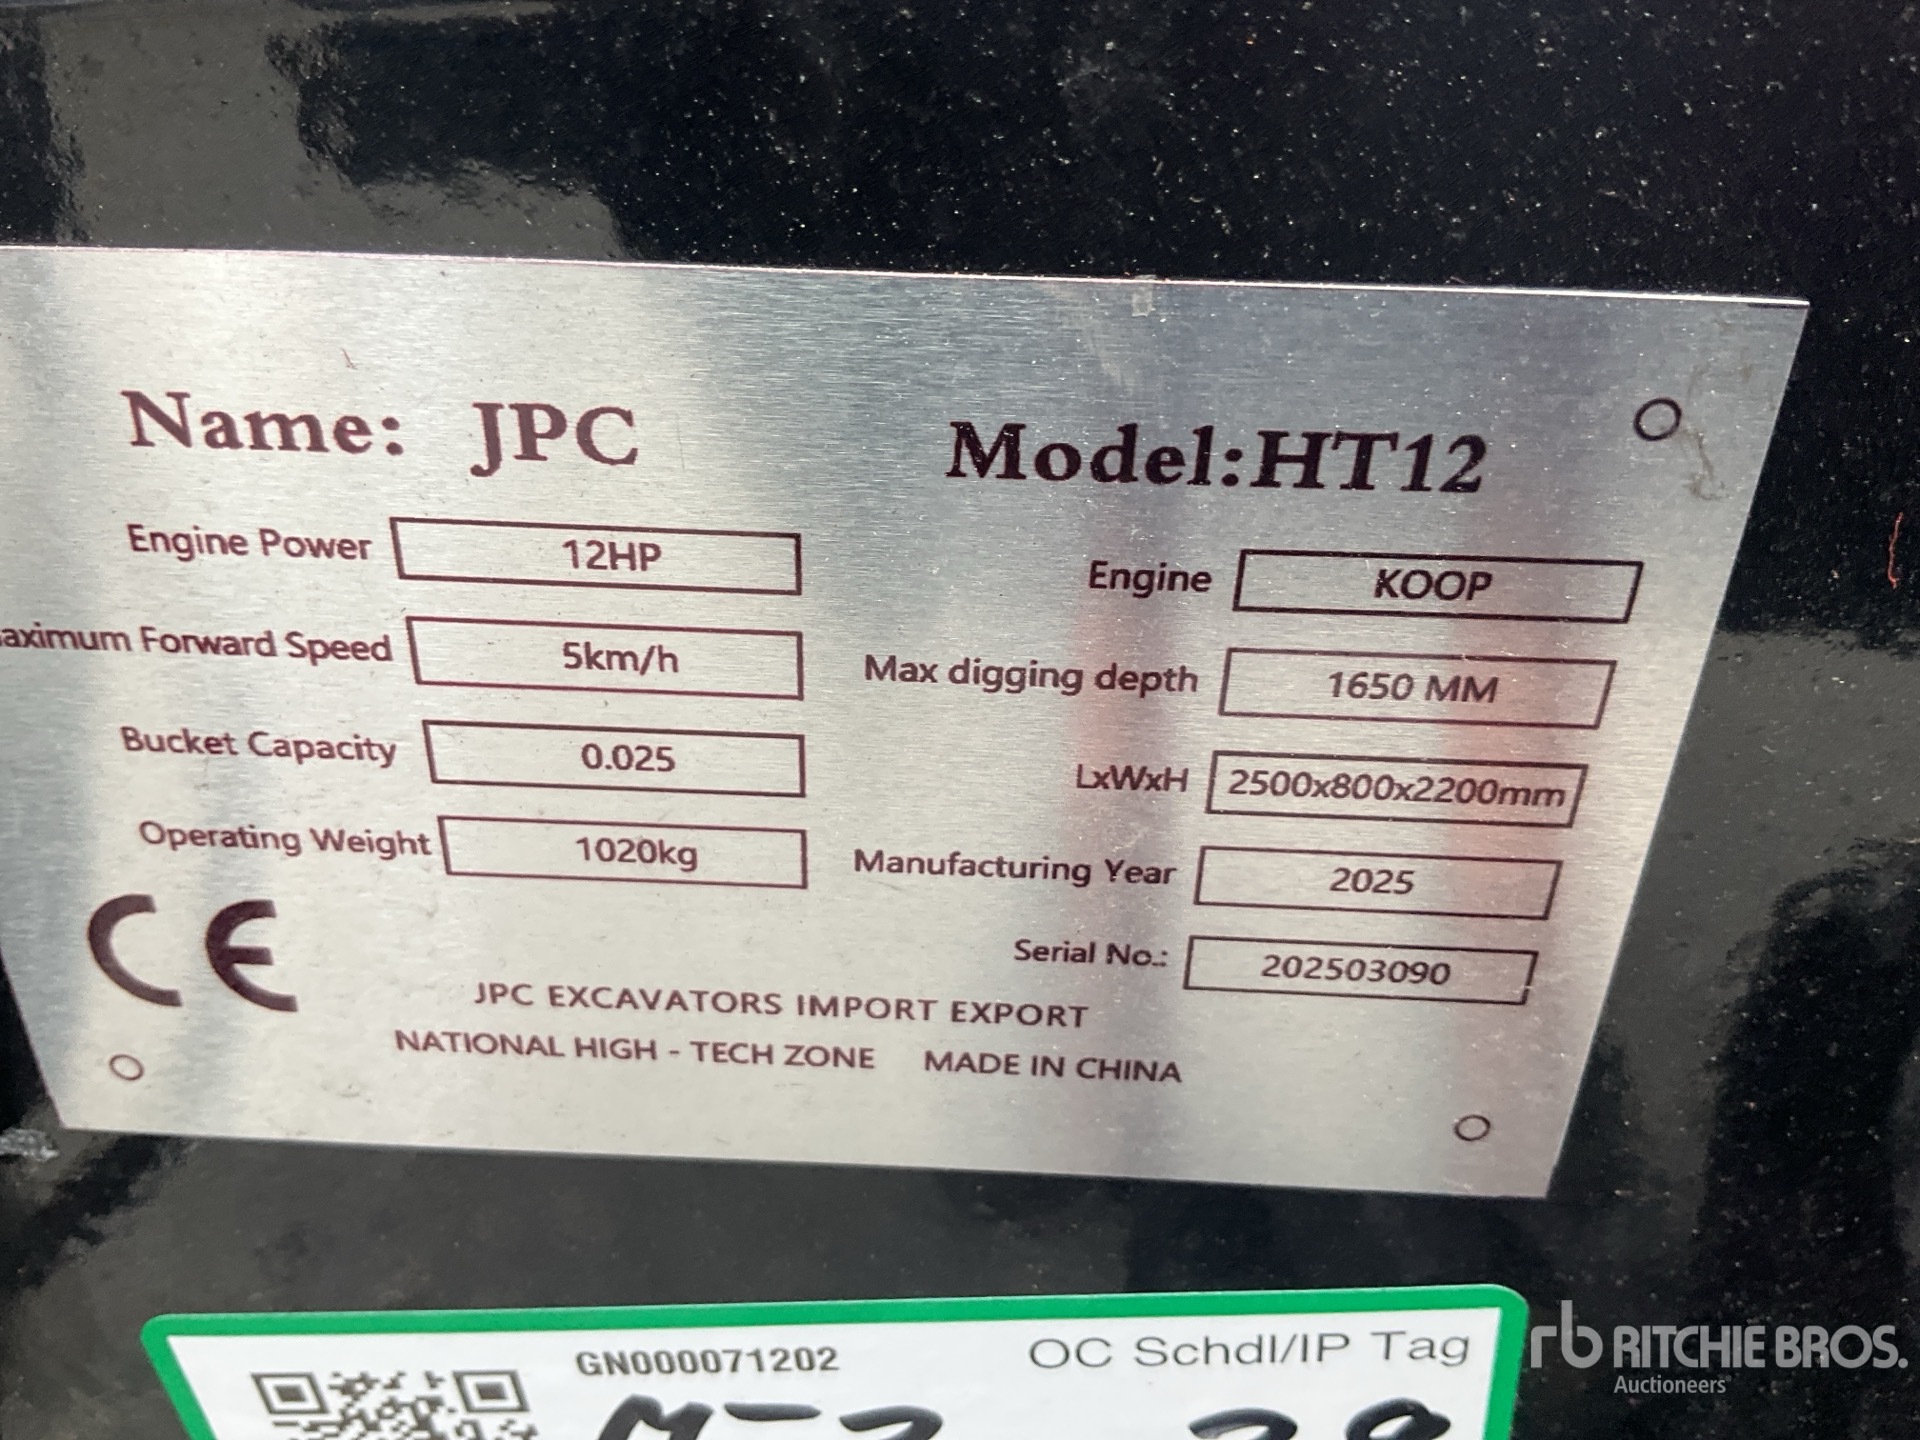 Name: JPC Model:HT12
Engine Power 12HP Engine KOOP
aximum Forward Speed 5km/h Max digging depth 1650 MM
Bucket Capacity 0.025 LxWxH 2500x800x2200mm
Operating Weight 1020kg Manufacturing Year 2025
CE Serial No.: 202503090
JPC EXCAVATORS IMPORT EXPORT
NATIONAL HIGH - TECH ZONE MADE IN CHINA
GN000071202 OC Schdl/IP Tag
rb RITCHIE BROS.
Auctioneers